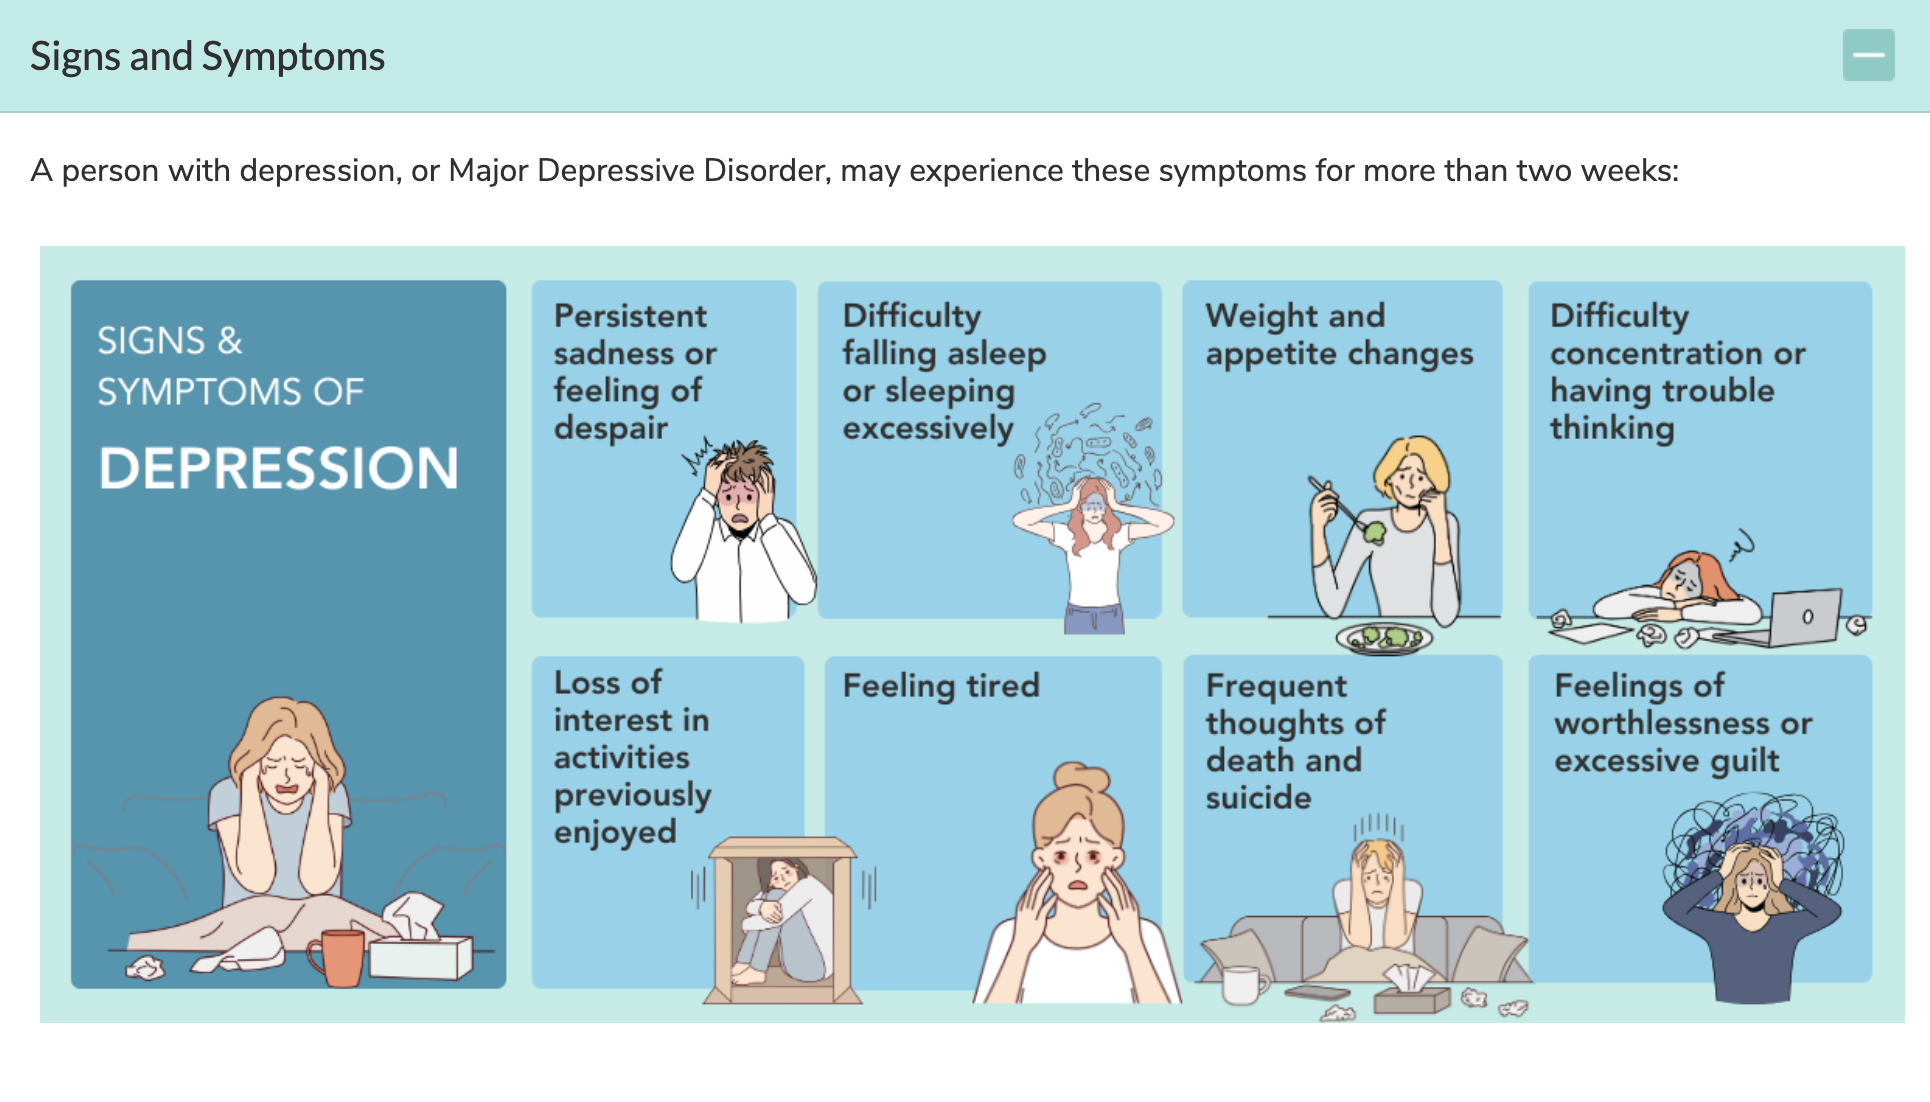 Signs and Symptoms
A person with depression, or Major Depressive Disorder, may experience these symptoms for more than two weeks:
SIGNS &
SYMPTOMS OF
DEPRESSION
Persistent
sadness or
feeling of
despair
Difficulty
falling asleep
or sleeping
excessively
Weight and
appetite changes
Difficulty
concentration or
having trouble
thinking
Loss of
interest in
activities
previously
enjoyed
Feeling tired
Frequent
thoughts of
death and
suicide
Feelings of
worthlessness or
excessive guilt